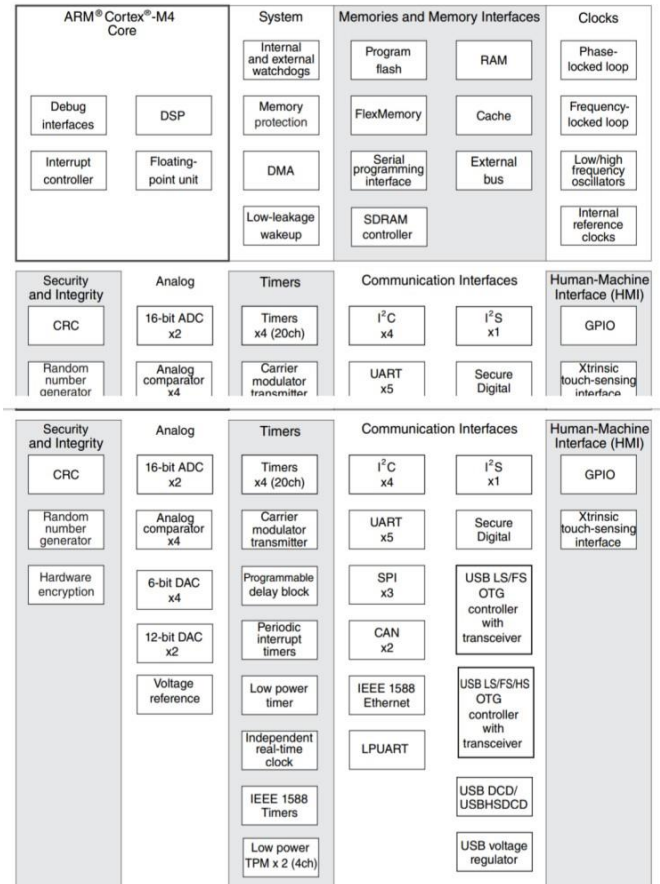 ARM®Cortex®-M4
Core
Debug
interfaces
DSP
Interrupt
controller
Floating-
point unit
System
Internal
and external
watchdogs
Memory
protection
DMA
Low-leakage
wakeup
Memories and Memory Interfaces
Program
flash
RAM
FlexMemory
Cache
Serial
programming
interface
External
bus
SDRAM
controller
Clocks
Phase-
locked loop
Frequency-
locked loop
Low/high
frequency
oscillators
Internal
reference
clocks
Security
and Integrity
CRC
Random
number
generator
Analog
16-bit ADC
x2
Analog
comparator
x4
Timers
Timers
x4 (20ch)
Carrier
modulator
transmitter
Communication Interfaces
I²C
x4
I²S
x1
UART
x5
Secure
Digital
Human-Machine
Interface (HMI)
GPIO
Xtrinsic
touch-sensing
interface
Security
and Integrity
CRC
Random
number
generator
Hardware
encryption
Analog
16-bit ADC
x2
Analog
comparator
x4
6-bit DAC
x4
12-bit DAC
x2
Voltage
reference
Timers
Timers
x4 (20ch)
Carrier
modulator
transmitter
Programmable
delay block
Periodic
interrupt
timers
Low power
timer
Independent
real-time
clock
IEEE 1588
Timers
Low power
TPM x 2 (4ch)
Communication Interfaces
I²C
x4
I²S
x1
UART
x5
Secure
Digital
SPI
x3
USB LS/FS
OTG
controller
with
transceiver
CAN
x2
IEEE 1588
Ethernet
USB LS/FS/HS
OTG
controller
with
transceiver
LPUART
USB DCD/
USBHSDCD
USB voltage
regulator
Human-Machine
Interface (HMI)
GPIO
Xtrinsic
touch-sensing
interface